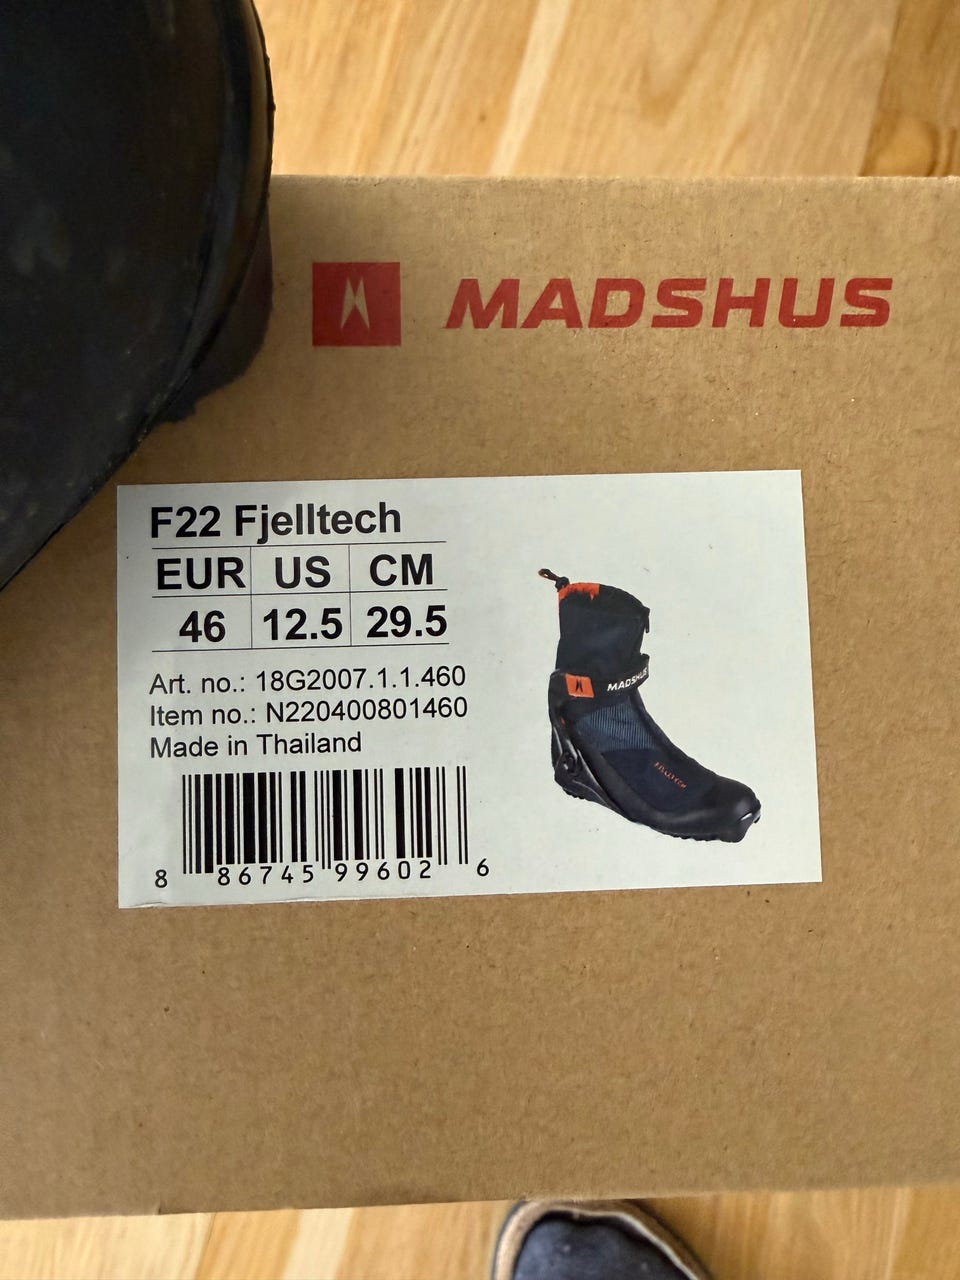 MADSHUS
F22 Fjelltech
EUR US CM
46 12.5 29.5
Art. no.: 18G2007.1.1.460
Item no.: N220400801460
Made in Thailand
8 86745 99602 6
MADSHUS
FJELLTECH